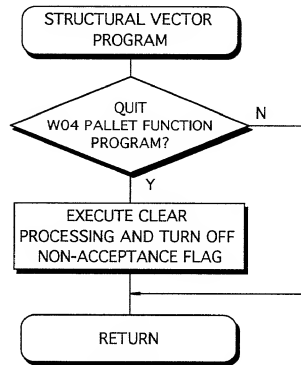 STRUCTURAL VECTOR
PROGRAM
QUIT
W04 PALLET FUNCTION
PROGRAM?
N
Y
EXECUTE CLEAR
PROCESSING AND TURN OFF
NON-ACCEPTANCE FLAG
RETURN